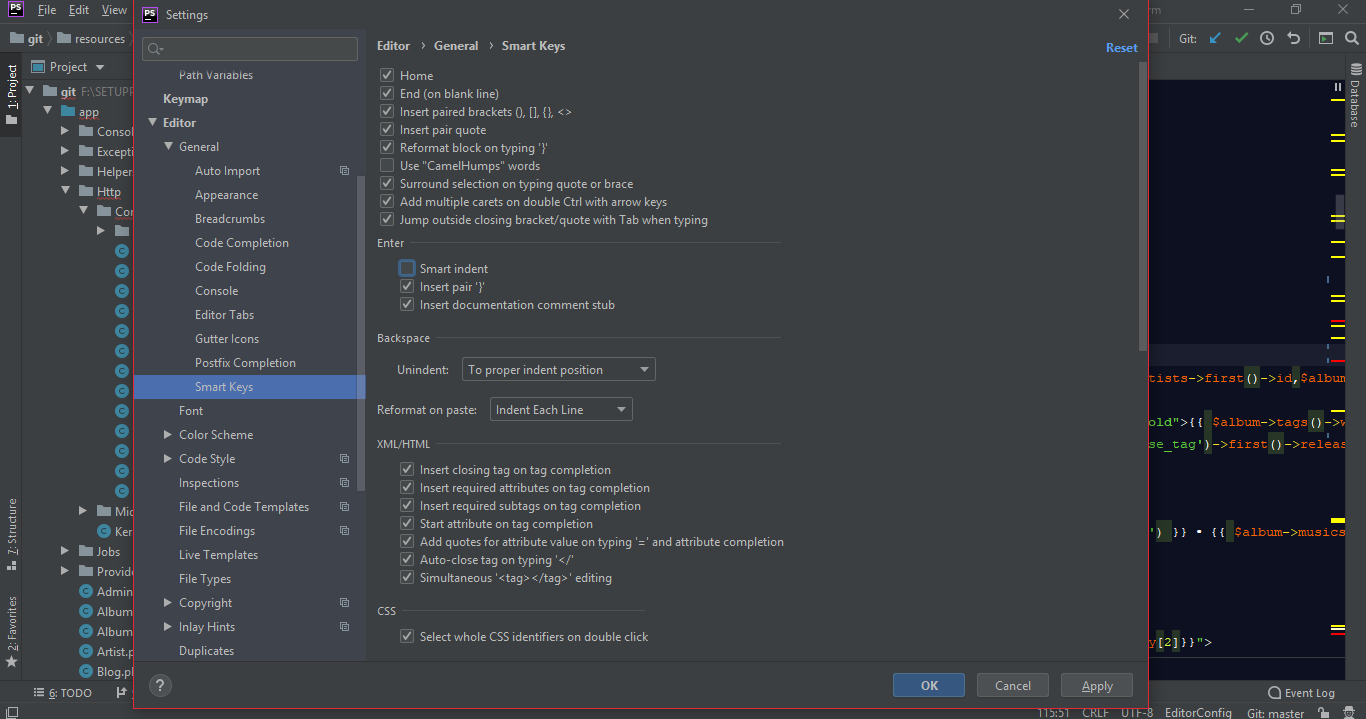 PS File Edit View
PS Settings
git resources
Git:
Project
Editor › General › Smart Keys
Reset
1: Project
Database
git F:\SETUPP
app
Consol
Excepti
Helper
Http
Con
Mic
Ker
Jobs
Provide
Admin
Album
Album
Artist.p
Blog.pl
7: Structure
2: Favorites
Path Variables
Keymap
Editor
General
Auto Import
Appearance
Breadcrumbs
Code Completion
Code Folding
Console
Editor Tabs
Gutter Icons
Postfix Completion
Smart Keys
Font
Color Scheme
Code Style
Inspections
File and Code Templates
File Encodings
Live Templates
File Types
Copyright
Inlay Hints
Duplicates
Home
End (on blank line)
Insert paired brackets (), [], {}, <>
Insert pair quote
Reformat block on typing '}'
Use "CamelHumps" words
Surround selection on typing quote or brace
Add multiple carets on double Ctrl with arrow keys
Jump outside closing bracket/quote with Tab when typing
Enter
Smart indent
Insert pair '}'
Insert documentation comment stub
Backspace
Unindent: To proper indent position
Reformat on paste: Indent Each Line
XML/HTML
Insert closing tag on tag completion
Insert required attributes on tag completion
Insert required subtags on tag completion
Start attribute on tag completion
Add quotes for attribute value on typing '=' and attribute completion
Auto-close tag on typing '</'
Simultaneous '<tag></tag>' editing
CSS
Select whole CSS identifiers on double click
tists->first()->id,$album
old">{{ $album->tags()->w
se_tag')->first()->releas
') }} • {{ $album->musics
y[2]}}">
? OK Cancel Apply
6: TODO
Event Log
115:51 CRLF UTF-8 EditorConfig Git: master